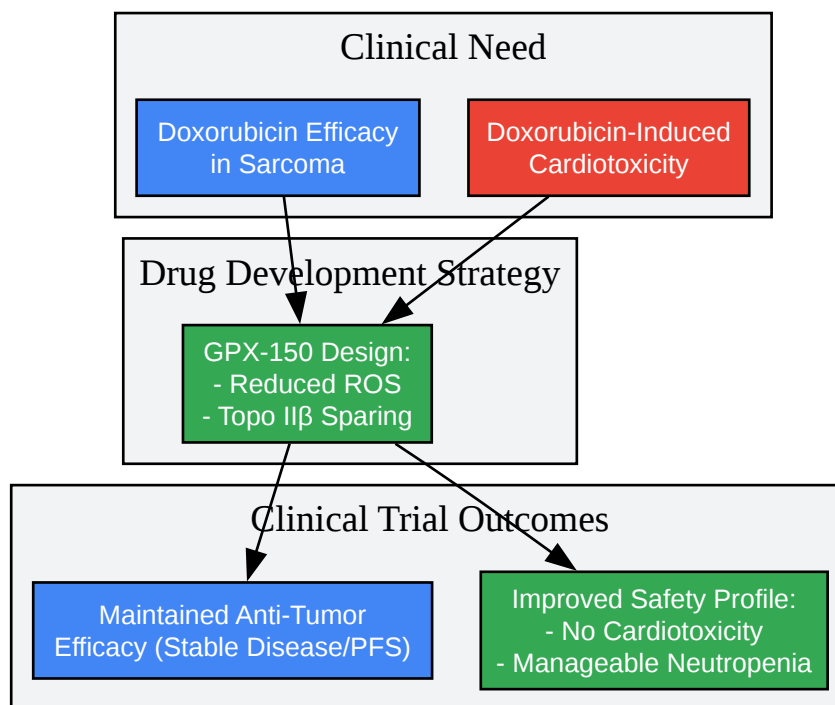 Clinical Need
Doxorubicin Efficacy
in Sarcoma
Doxorubicin-Induced
Cardiotoxicity
Drug Development Strategy
GPX-150 Design:
- Reduced ROS
- Topo IIβ Sparing
Clinical Trial Outcomes
Maintained Anti-Tumor
Efficacy (Stable Disease/PFS)
Improved Safety Profile:
- No Cardiotoxicity
- Manageable Neutropenia